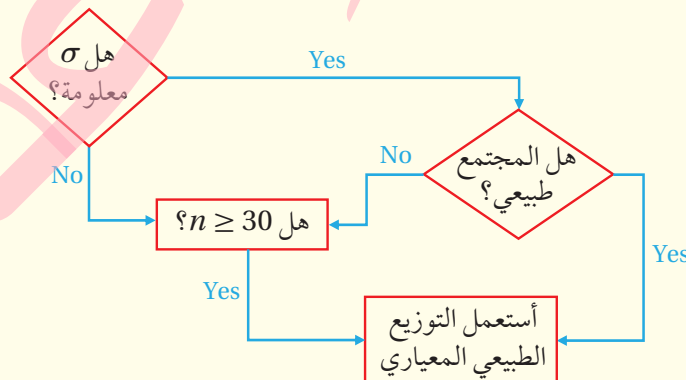 هل σ
معلومة؟
Yes
هل المجتمع
طبيعي؟
No
No
هل n ≥ 30؟
Yes
Yes
أستعمل التوزيع
الطبيعي المعياري